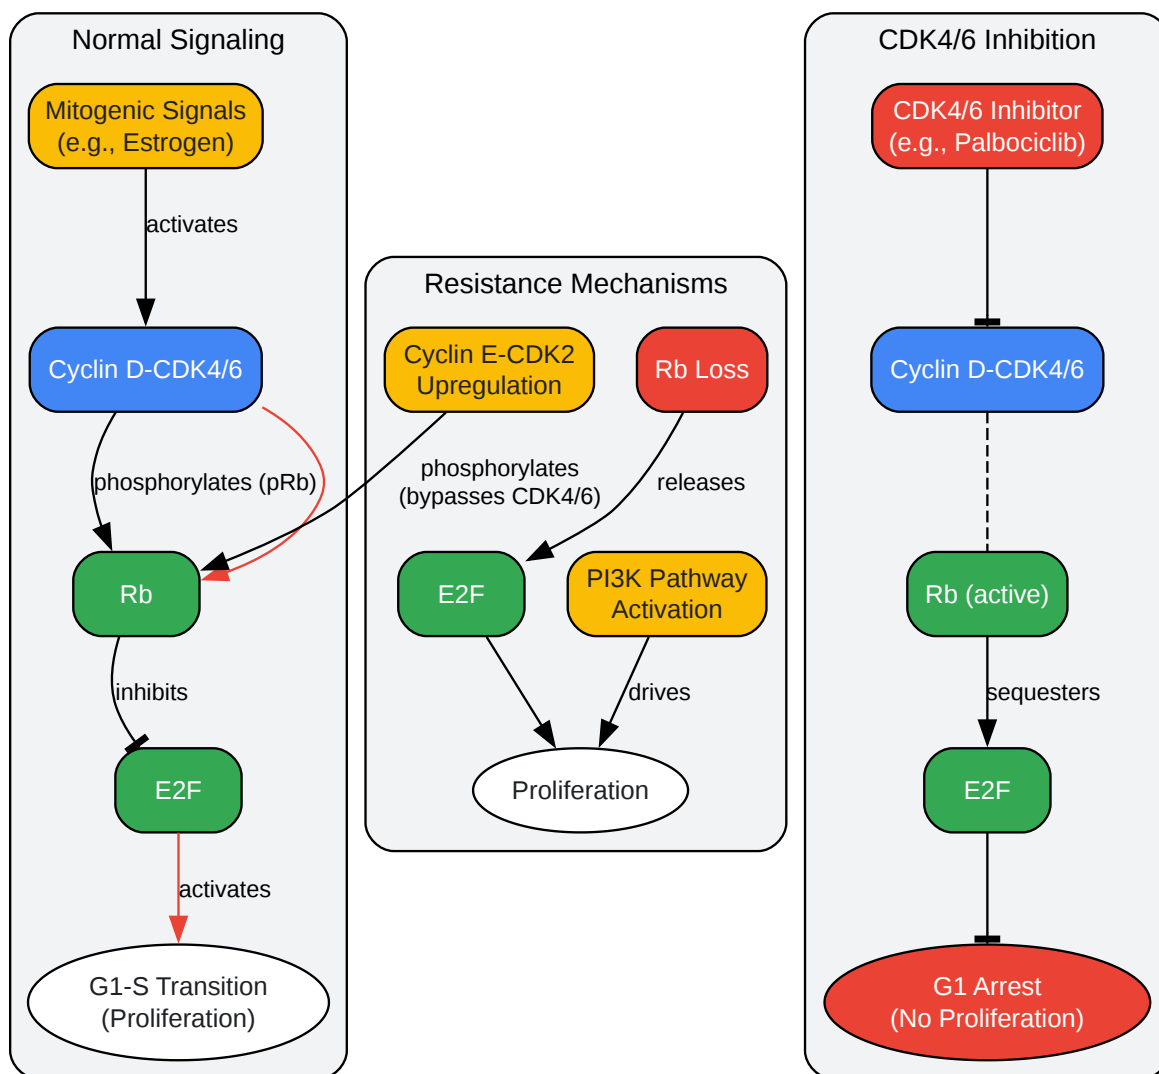 Normal Signaling
Mitogenic Signals
(e.g., Estrogen)
activates
Cyclin D-CDK4/6
phosphorylates (pRb)
Rb
inhibits
E2F
activates
G1-S Transition
(Proliferation)
Resistance Mechanisms
Cyclin E-CDK2
Upregulation
Rb Loss
phosphorylates
(bypasses CDK4/6)
releases
E2F
PI3K Pathway
Activation
drives
Proliferation
CDK4/6 Inhibition
CDK4/6 Inhibitor
(e.g., Palbociclib)
Cyclin D-CDK4/6
Rb (active)
sequesters
E2F
G1 Arrest
(No Proliferation)